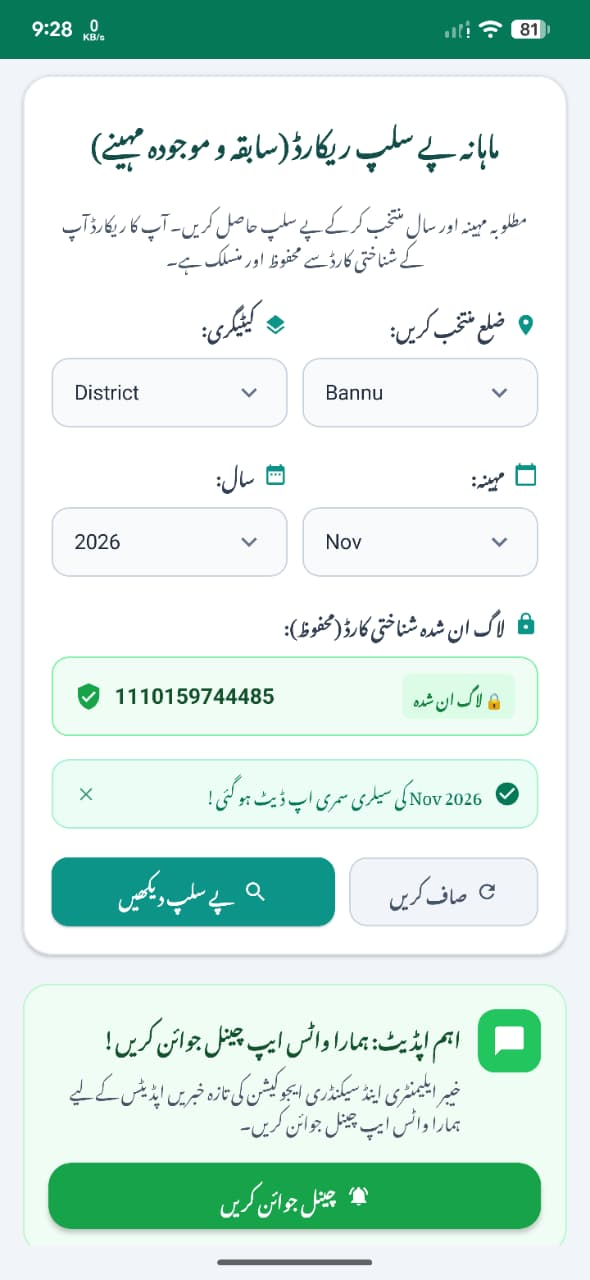 9:28 0 KB/s 81
ماہانہ پے سلپ ریکارڈ (سابقہ و موجودہ مہینے)
مطلوبہ مہینہ اور سال منتخب کر کے پے سلپ حاصل کریں۔ آپ کا ریکارڈ آپ
کے شناختی کارڈ سے محفوظ اور منسلک ہے۔
ضلع منتخب کریں:
کیٹیگری:
Bannu
District
مہینہ:
سال:
Nov
2026
لاگ ان شدہ شناختی کارڈ (محفوظ):
1110159744485
لاگ ان شدہ
Nov 2026 کی سیلری سمری اپ ڈیٹ ہو گئی!
صاف کریں
پے سلپ دیکھیں
اہم اپڈیٹ: ہمارا واٹس ایپ چینل جوائن کریں!
خیبر ایلیمنٹری اینڈ سیکنڈری ایجوکیشن کی تازہ خبریں اپڈیٹس کے لیے
ہمارا واٹس ایپ چینل جوائن کریں۔
چینل جوائن کریں